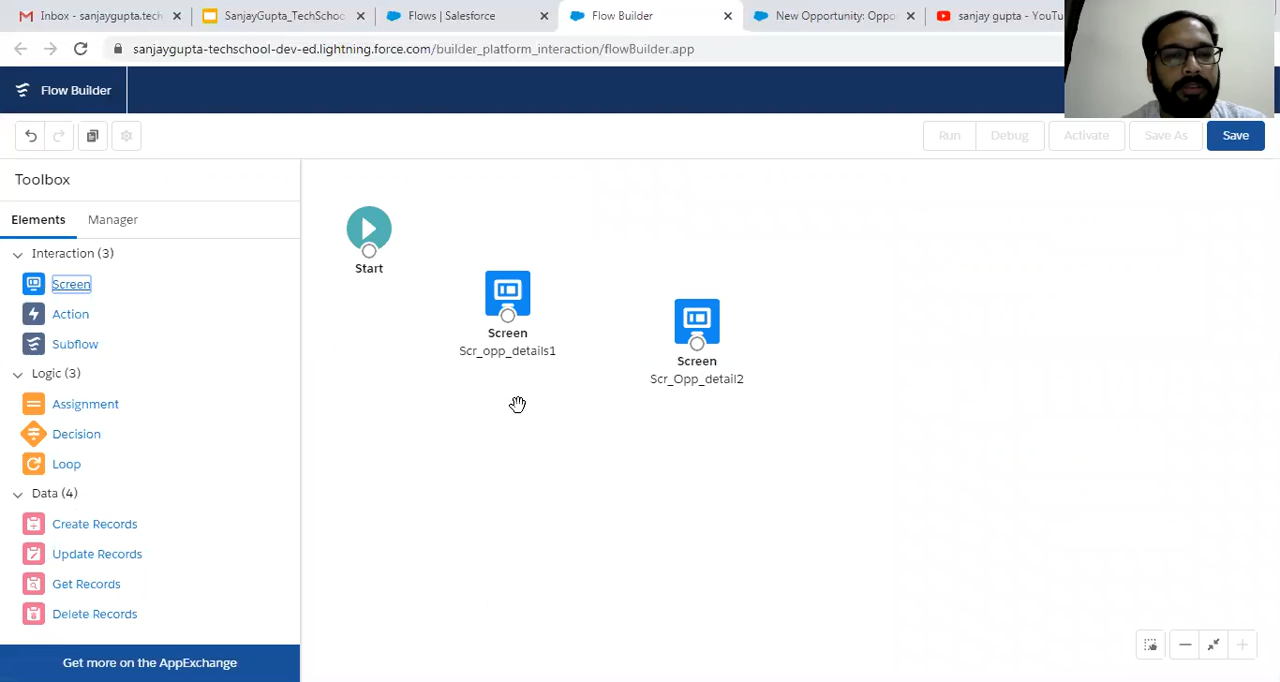 Inbox - sanjaygupta.tech
SanjayGupta_TechSchoo
Flows | Salesforce
Flow Builder
New Opportunity: Oppo
sanjay gupta - YouTu
sanjaygupta-techschool-dev-ed.lightning.force.com/builder_platform_interaction/flowBuilder.app
Flow Builder
Run
Debug
Activate
Save As
Save
Toolbox
Elements
Manager
Interaction (3)
Screen
Action
Subflow
Logic (3)
Assignment
Decision
Loop
Data (4)
Create Records
Update Records
Get Records
Delete Records
Get more on the AppExchange
Start
Screen
Scr_opp_details1
Screen
Scr_Opp_detail2